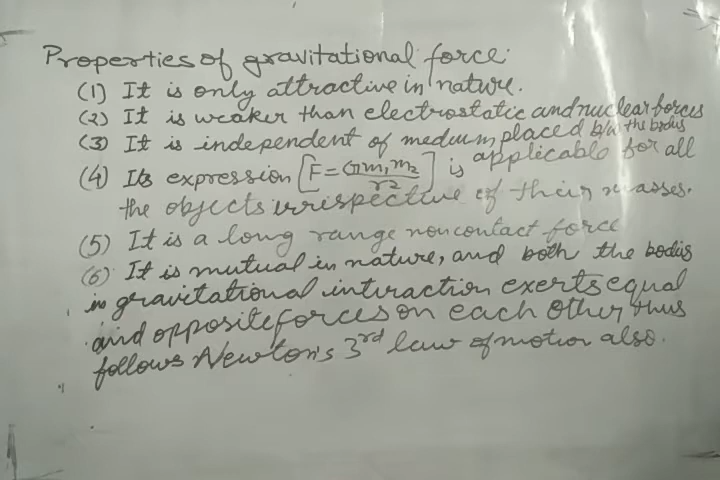 Properties of gravitational force:
(1) It is only attractive in nature.
(2) It is weaker than electrostatic and nuclear forces
(3) It is independent of medium placed b/w the bodies
(4) Its expression [F = Gm₁m₂/r2] is applicable for all
the objects irrispective of their masses.
(5) It is a long range noncontact force
(6) It is mutual in nature, and both the bodies
in gravitational interaction exerts equal
and opposite forces on each other thus
follows Newton's 3rd law of motion also.